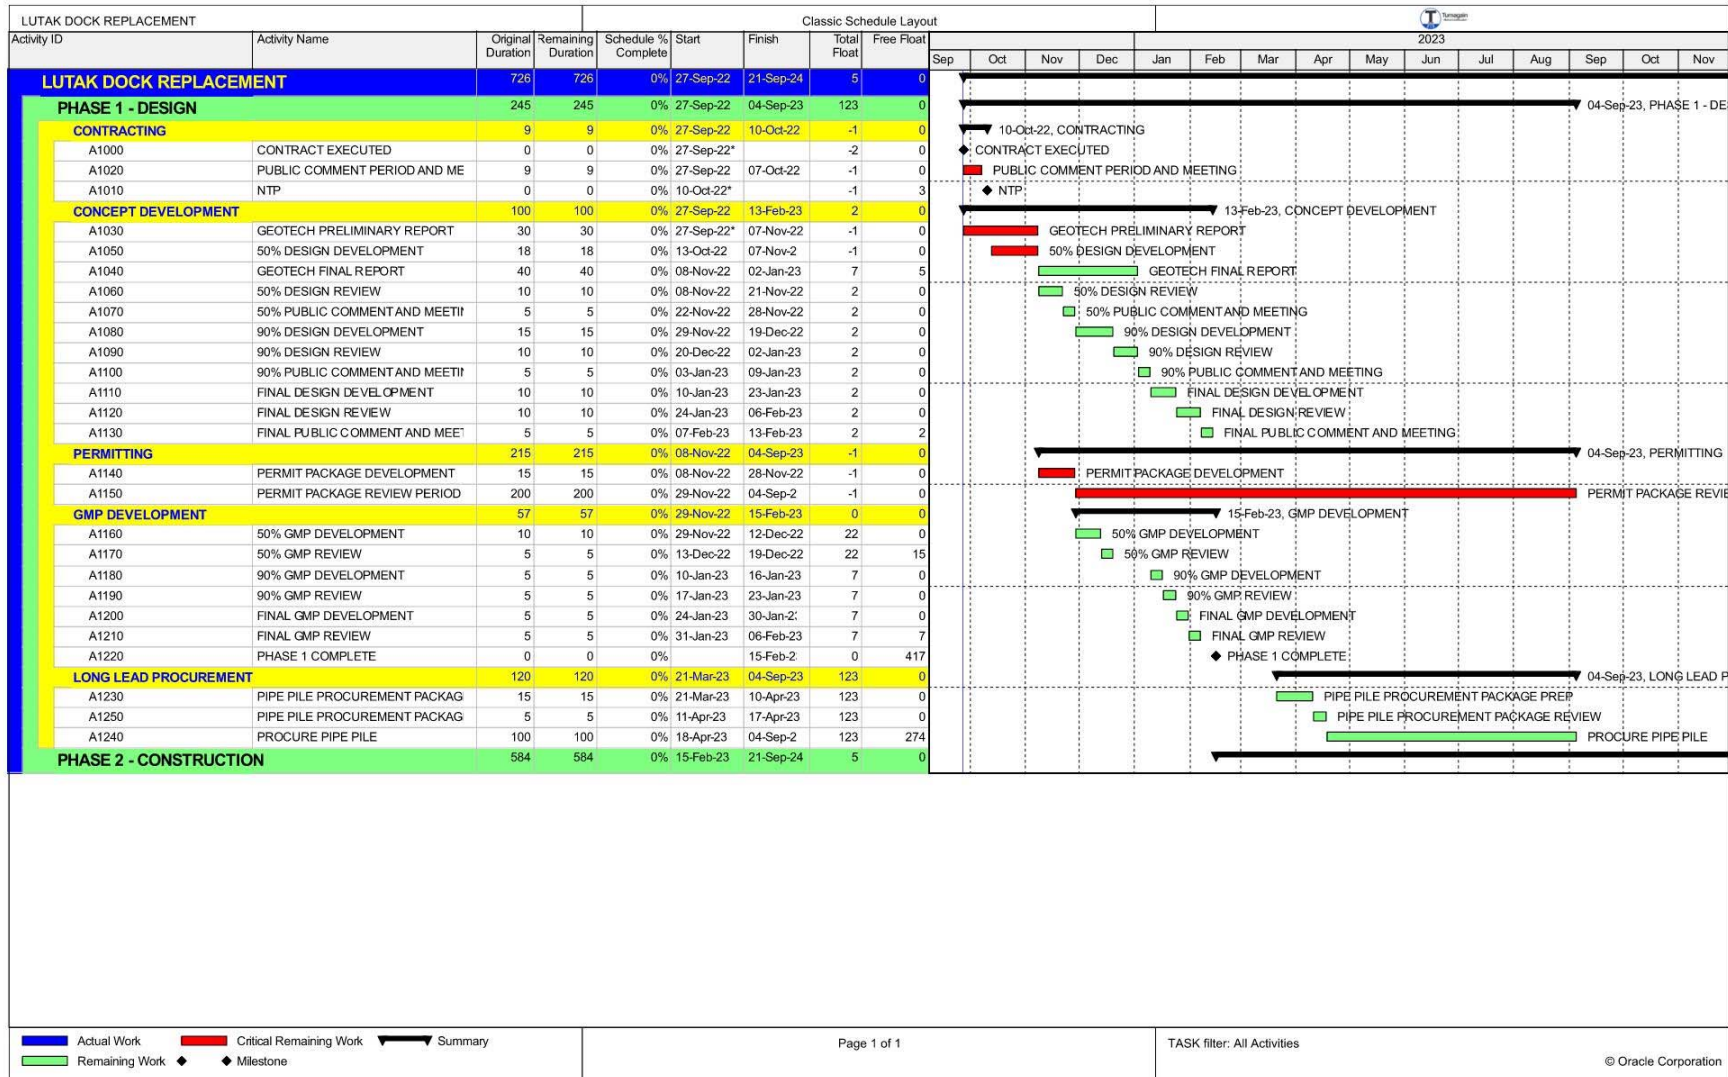 LUTAK DOCK REPLACEMENT Classic Schedule Layout Turnagain
Activity ID Activity Name Original Duration Remaining Duration Schedule % Complete Start Finish Total Float Free Float 2023
Sep Oct Nov Dec Jan Feb Mar Apr May Jun Jul Aug Sep Oct Nov
LUTAK DOCK REPLACEMENT 726 726 0% 27-Sep-22 21-Sep-24 5 0
PHASE 1 - DESIGN 245 245 0% 27-Sep-22 04-Sep-23 123 0 04-Sep-23, PHASE 1 - DE
CONTRACTING 9 9 0% 27-Sep-22 10-Oct-22 -1 0 10-Oct-22, CONTRACTING
A1000 CONTRACT EXECUTED 0 0 0% 27-Sep-22* -2 0 CONTRACT EXECUTED
A1020 PUBLIC COMMENT PERIOD AND ME 9 9 0% 27-Sep-22 07-Oct-22 -1 0 PUBLIC COMMENT PERIOD AND MEETING
A1010 NTP 0 0 0% 10-Oct-22* -1 3 NTP
CONCEPT DEVELOPMENT 100 100 0% 27-Sep-22 13-Feb-23 2 0 13-Feb-23, CONCEPT DEVELOPMENT
A1030 GEOTECH PRELIMINARY REPORT 30 30 0% 27-Sep-22* 07-Nov-22 -1 0 GEOTECH PRELIMINARY REPORT
A1050 50% DESIGN DEVELOPMENT 18 18 0% 13-Oct-22 07-Nov-2 -1 0 50% DESIGN DEVELOPMENT
A1040 GEOTECH FINAL REPORT 40 40 0% 08-Nov-22 02-Jan-23 7 5 GEOTECH FINAL REPORT
A1060 50% DESIGN REVIEW 10 10 0% 08-Nov-22 21-Nov-22 2 0 50% DESIGN REVIEW
A1070 50% PUBLIC COMMENT AND MEETIN 5 5 0% 22-Nov-22 28-Nov-22 2 0 50% PUBLIC COMMENT AND MEETING
A1080 90% DESIGN DEVELOPMENT 15 15 0% 29-Nov-22 19-Dec-22 2 0 90% DESIGN DEVELOPMENT
A1090 90% DESIGN REVIEW 10 10 0% 20-Dec-22 02-Jan-23 2 0 90% DESIGN REVIEW
A1100 90% PUBLIC COMMENT AND MEETIN 5 5 0% 03-Jan-23 09-Jan-23 2 0 90% PUBLIC COMMENT AND MEETING
A1110 FINAL DESIGN DEVELOPMENT 10 10 0% 10-Jan-23 23-Jan-23 2 0 FINAL DESIGN DEVELOPMENT
A1120 FINAL DESIGN REVIEW 10 10 0% 24-Jan-23 06-Feb-23 2 0 FINAL DESIGN REVIEW
A1130 FINAL PUBLIC COMMENT AND MEET 5 5 0% 07-Feb-23 13-Feb-23 2 2 FINAL PUBLIC COMMENT AND MEETING
PERMITTING 215 215 0% 08-Nov-22 04-Sep-23 -1 0 04-Sep-23, PERMITTING
A1140 PERMIT PACKAGE DEVELOPMENT 15 15 0% 08-Nov-22 28-Nov-22 -1 0 PERMIT PACKAGE DEVELOPMENT
A1150 PERMIT PACKAGE REVIEW PERIOD 200 200 0% 29-Nov-22 04-Sep-2 -1 0 PERMIT PACKAGE REVIE
GMP DEVELOPMENT 57 57 0% 29-Nov-22 15-Feb-23 0 0 15-Feb-23, GMP DEVELOPMENT
A1160 50% GMP DEVELOPMENT 10 10 0% 29-Nov-22 12-Dec-22 22 0 50% GMP DEVELOPMENT
A1170 50% GMP REVIEW 5 5 0% 13-Dec-22 19-Dec-22 22 15 50% GMP REVIEW
A1180 90% GMP DEVELOPMENT 5 5 0% 10-Jan-23 16-Jan-23 7 0 90% GMP DEVELOPMENT
A1190 90% GMP REVIEW 5 5 0% 17-Jan-23 23-Jan-23 7 0 90% GMP REVIEW
A1200 FINAL GMP DEVELOPMENT 5 5 0% 24-Jan-23 30-Jan-2 7 0 FINAL GMP DEVELOPMENT
A1210 FINAL GMP REVIEW 5 5 0% 31-Jan-23 06-Feb-23 7 7 FINAL GMP REVIEW
A1220 PHASE 1 COMPLETE 0 0 0% 15-Feb-2 0 417 PHASE 1 COMPLETE
LONG LEAD PROCUREMENT 120 120 0% 21-Mar-23 04-Sep-23 123 0 04-Sep-23, LONG LEAD P
A1230 PIPE PILE PROCUREMENT PACKAG 15 15 0% 21-Mar-23 10-Apr-23 123 0 PIPE PILE PROCUREMENT PACKAGE PREP
A1250 PIPE PILE PROCUREMENT PACKAG 5 5 0% 11-Apr-23 17-Apr-23 123 0 PIPE PILE PROCUREMENT PACKAGE REVIEW
A1240 PROCURE PIPE PILE 100 100 0% 18-Apr-23 04-Sep-2 123 274 PROCURE PIPE PILE
PHASE 2 - CONSTRUCTION 584 584 0% 15-Feb-23 21-Sep-24 5 0
Actual Work Critical Remaining Work Summary Page 1 of 1 TASK filter: All Activities
Remaining Work Milestone © Oracle Corporation